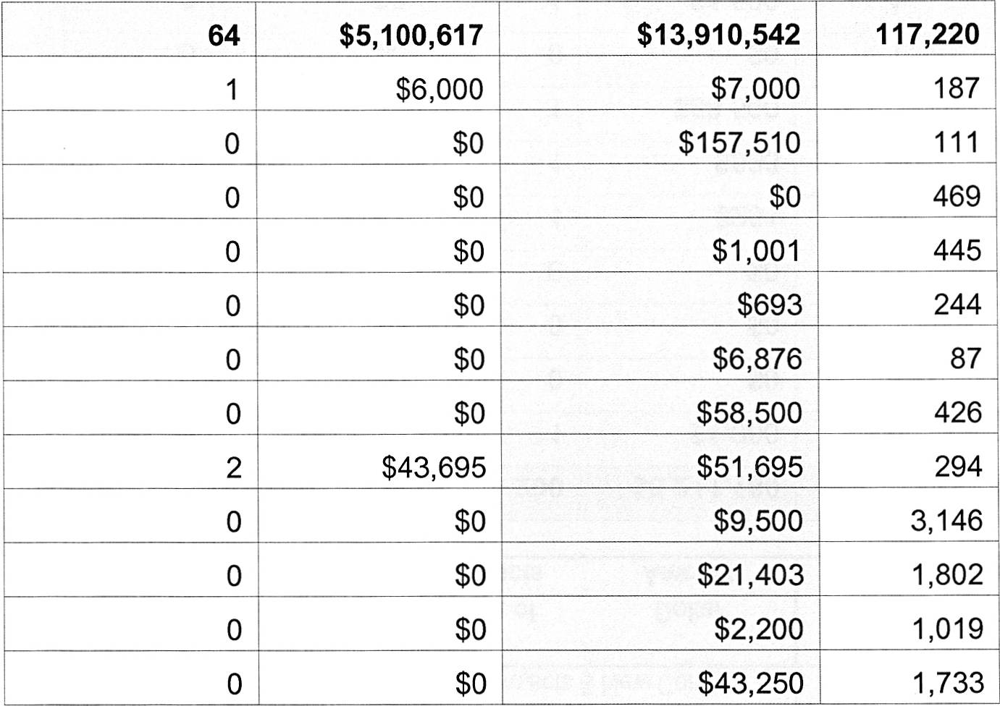 64 $5,100,617 $13,910,542 117,220
1 $6,000 $7,000 187
0 $0 $157,510 111
0 $0 $0 469
0 $0 $1,001 445
0 $0 $693 244
0 $0 $6,876 87
0 $0 $58,500 426
2 $43,695 $51,695 294
0 $0 $9,500 3,146
0 $0 $21,403 1,802
0 $0 $2,200 1,019
0 $0 $43,250 1,733